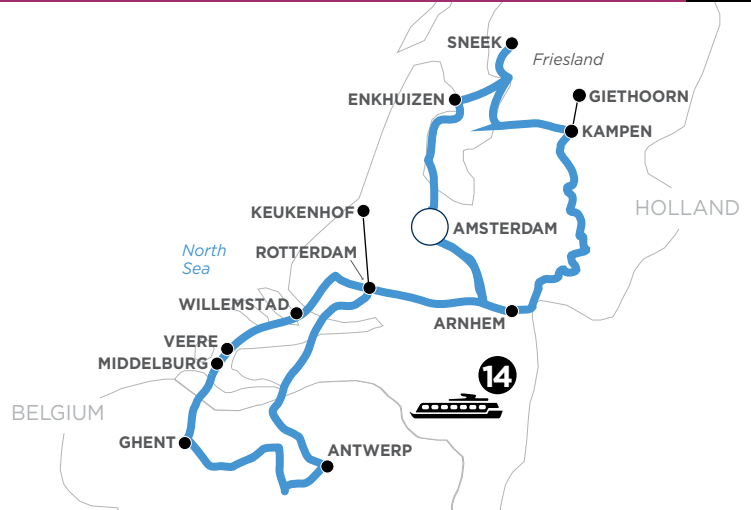 SNEEK
Friesland
ENKHUIZEN
GIETHOORN
KAMPEN
HOLLAND
KEUKENHOF
AMSTERDAM
ROTTERDAM
North
Sea
WILLEMSTAD
ARNHEM
VEERE
MIDDELBURG
14
BELGIUM
GHENT
ANTWERP